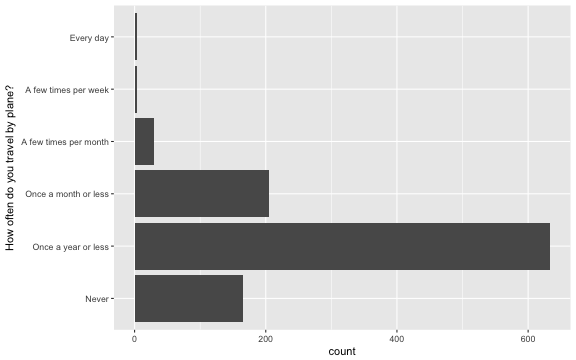 How often do you travel by plane?
Every day
A few times per week
A few times per month
Once a month or less
Once a year or less
Never
0
200
400
600
count